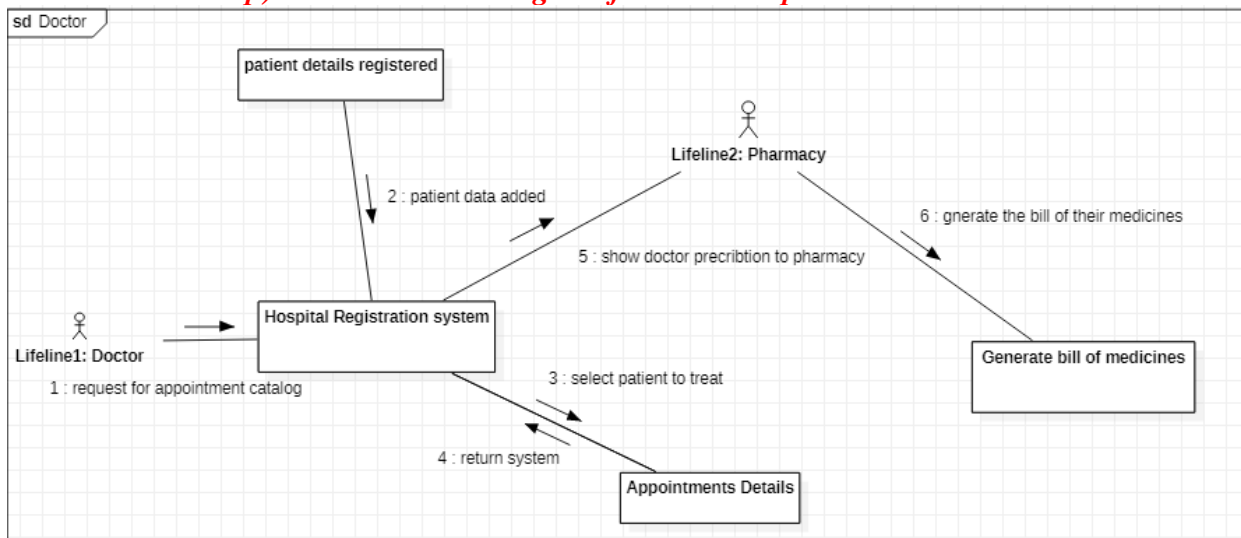 sd Doctor
patient details registered
Lifeline2: Pharmacy
2 : patient data added
6 : gnerate the bill of their medicines
5 : show doctor precribtion to pharmacy
Hospital Registration system
Lifeline1: Doctor
Generate bill of medicines
1 : request for appointment catalog
3 : select patient to treat
4 : return system
Appointments Details